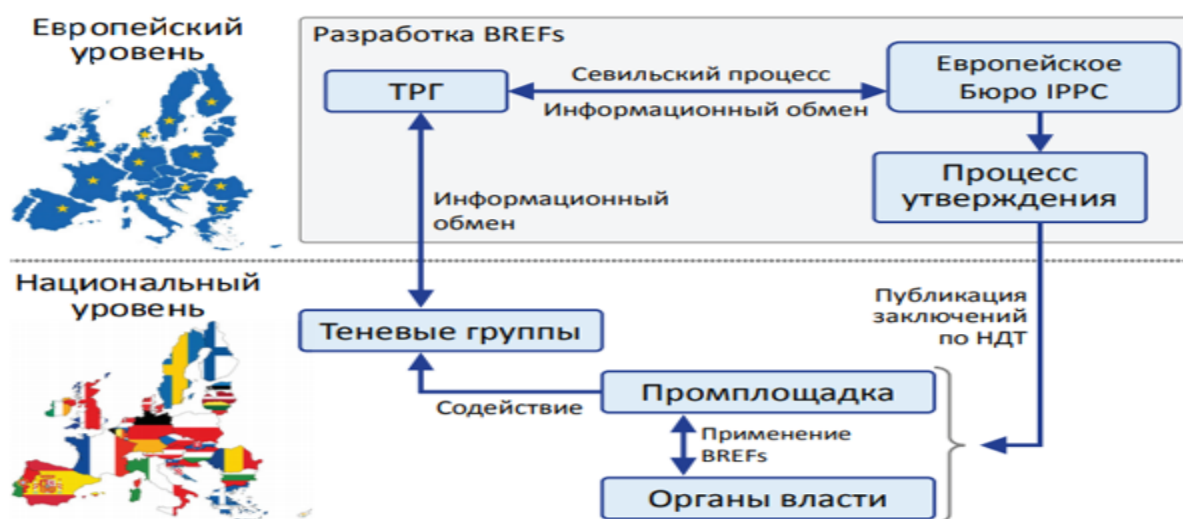 Европейский
уровень
Разработка BREFs
ТРГ
Севильский процесс
Информационный обмен
Европейское
Бюро IPPC
Процесс
утверждения
Информационный
обмен
Национальный
уровень
Публикация
заключений
по НДТ
Теневые группы
Содействие
Промплощадка
Применение
BREFs
Органы власти